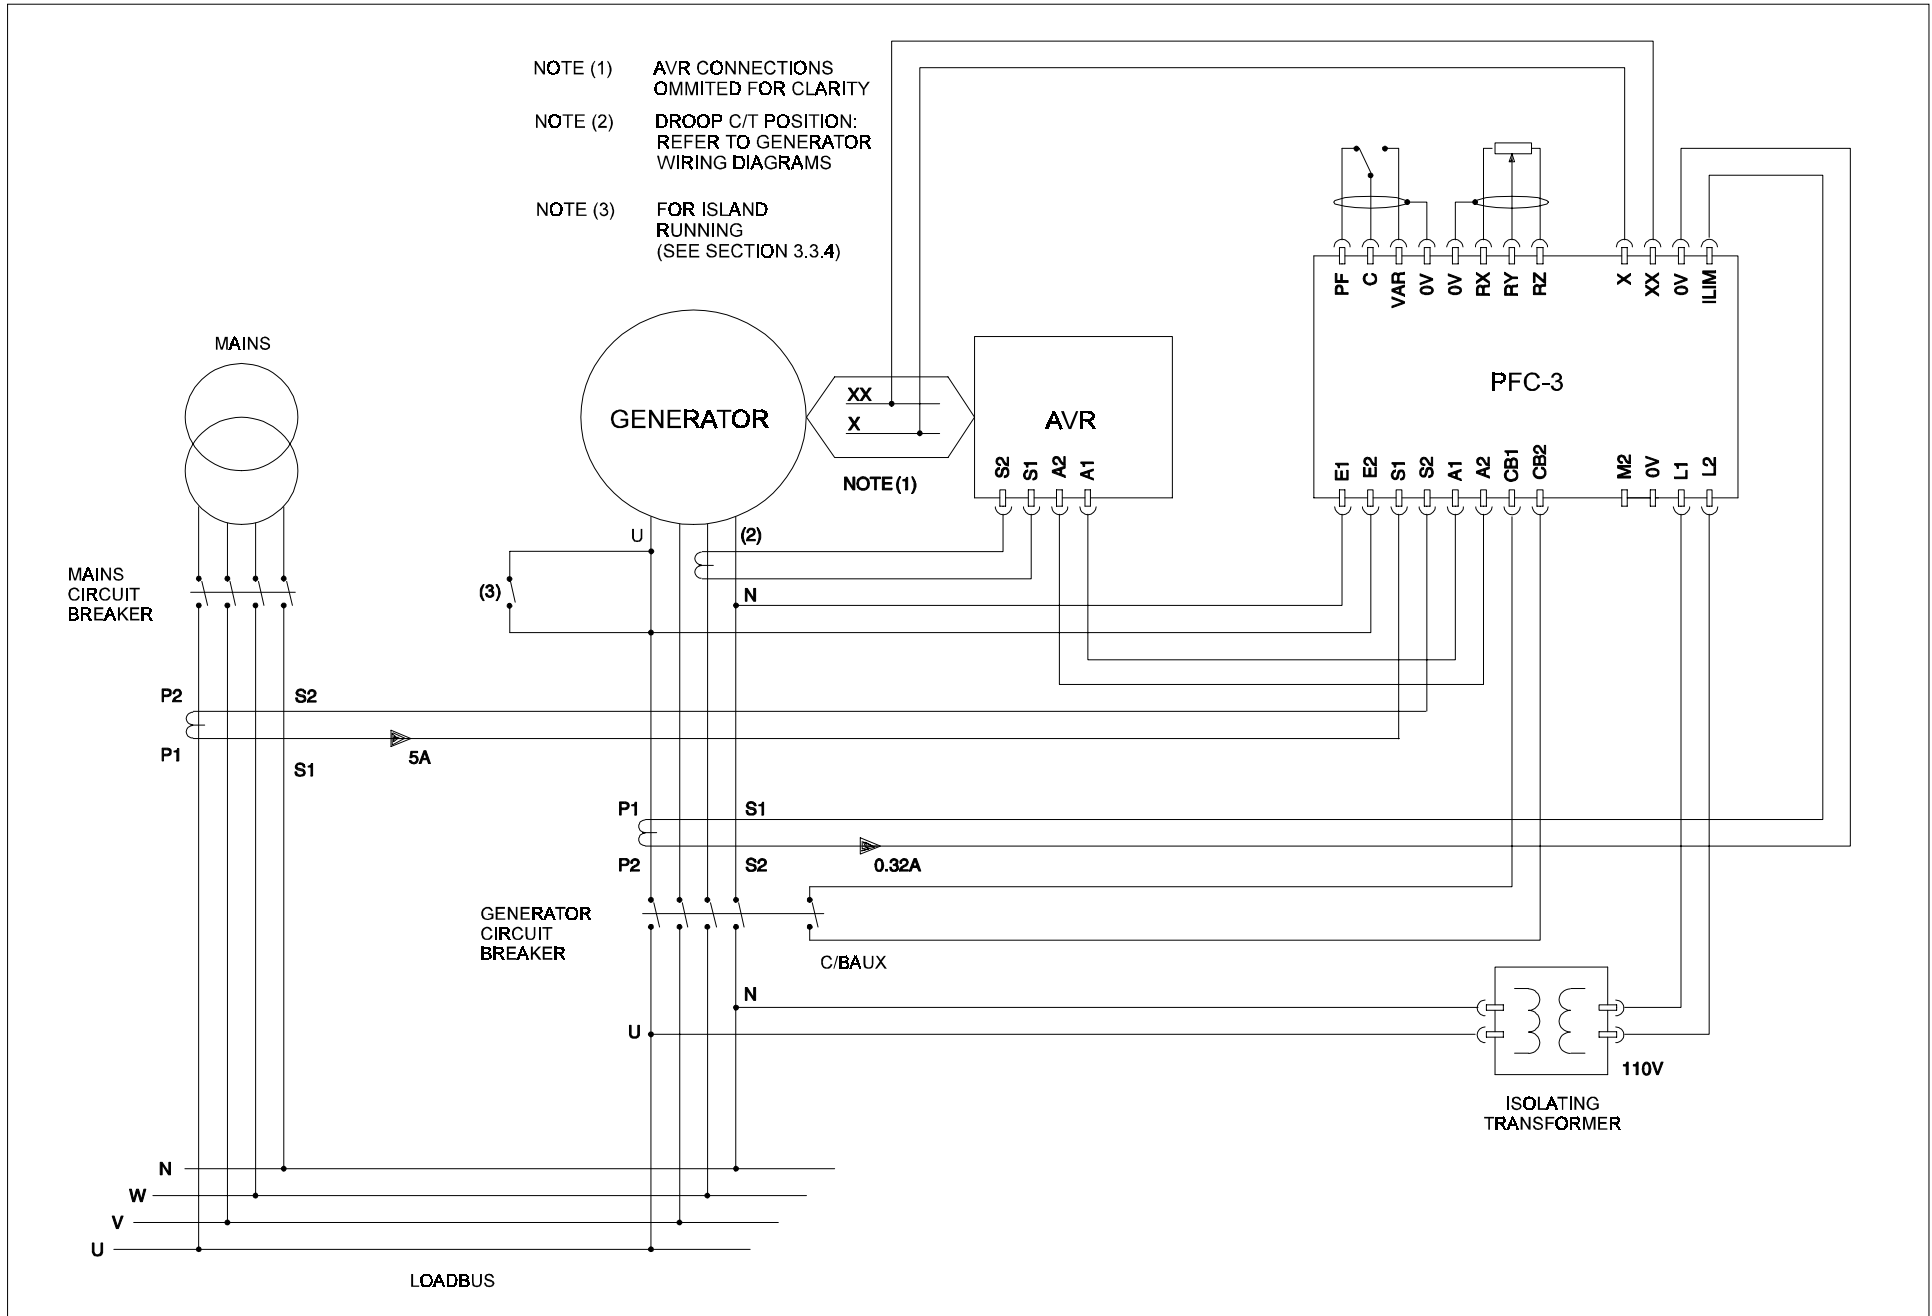 NOTE (1) AVR CONNECTIONS
OMMITED FOR CLARITY
NOTE (2) DROOP C/T POSITION:
REFER TO GENERATOR
WIRING DIAGRAMS
NOTE (3) FOR ISLAND
RUNNING
(SEE SECTION 3.3.4)
PF C VAR 0V 0V RX RY RZ X XX 0V ILIM
PFC-3
E1 E2 S1 S2 A1 A2 CB1 CB2 M2 0V L1 L2
MAINS
GENERATOR
XX
X
NOTE (1)
AVR
S2 S1 A2 A1
U
(2)
MAINS
CIRCUIT
BREAKER
(3)
N
P2 S2
P1
S1
5A
P1 S1
P2 S2
0.32A
GENERATOR
CIRCUIT
BREAKER
C/BAUX
N
U
110V
ISOLATING
TRANSFORMER
N
W
V
U
LOADBUS